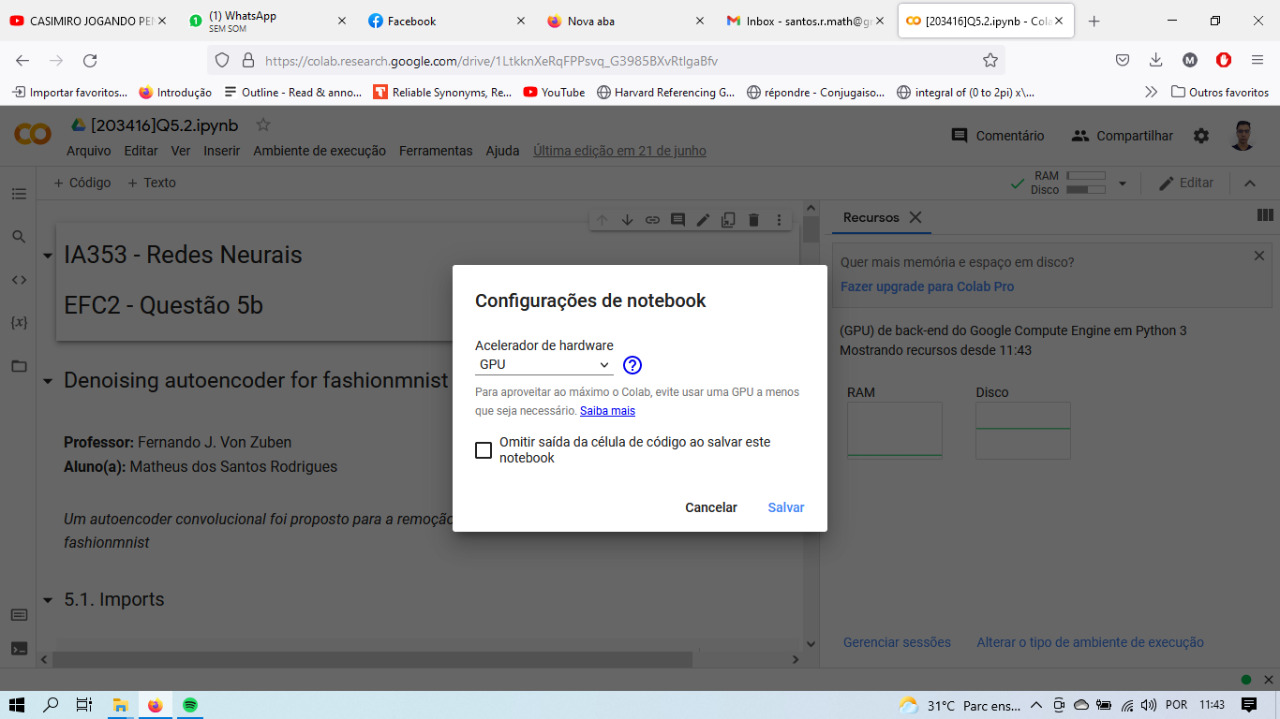 CASIMIRO JOGANDO PE
(1) WhatsApp
SEM SOM
Facebook
Nova aba
Inbox - santos.r.math@g
[203416]Q5.2.ipynb - Cola
https://colab.research.google.com/drive/1LtkknXeRqFPPsvq_G3985BXvRtlgaBfv
Importar favoritos...
Introdução
Outline - Read & anno...
Reliable Synonyms, Re...
YouTube
Harvard Referencing G...
répondre - Conjugaiso...
integral of (0 to 2pi) x\...
Outros favoritos
[203416]Q5.2.ipynb
Arquivo Editar Ver Inserir Ambiente de execução Ferramentas Ajuda Última edição em 21 de junho
Comentário
Compartilhar
+ Código + Texto
RAM
Disco
Editar
IA353 - Redes Neurais
EFC2 - Questão 5b
Denoising autoencoder for fashionmnist
Professor: Fernando J. Von Zuben
Aluno(a): Matheus dos Santos Rodrigues
Um autoencoder convolucional foi proposto para a remoção
fashionmnist
5.1. Imports
Configurações de notebook
Acelerador de hardware
GPU
Para aproveitar ao máximo o Colab, evite usar uma GPU a menos
que seja necessário. Saiba mais
Omitir saída da célula de código ao salvar este
notebook
Cancelar
Salvar
Recursos
Quer mais memória e espaço em disco?
Fazer upgrade para Colab Pro
(GPU) de back-end do Google Compute Engine em Python 3
Mostrando recursos desde 11:43
RAM
Disco
Gerenciar sessões
Alterar o tipo de ambiente de execução
31°C Parc ens...
POR
11:43